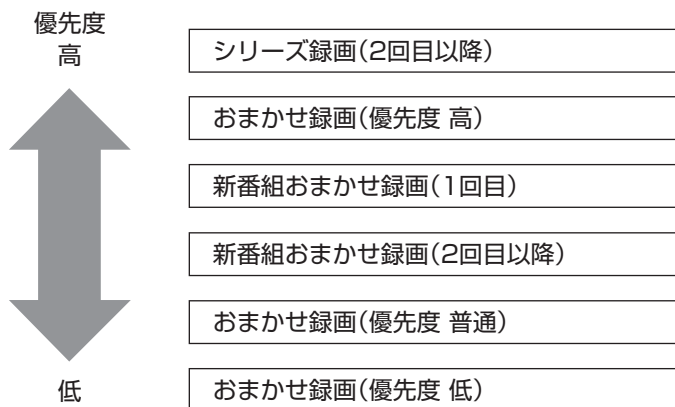 優先度
高
シリーズ録画(2回目以降)
おまかせ録画(優先度 高)
新番組おまかせ録画(1回目)
新番組おまかせ録画(2回目以降)
おまかせ録画(優先度 普通)
低
おまかせ録画(優先度 低)